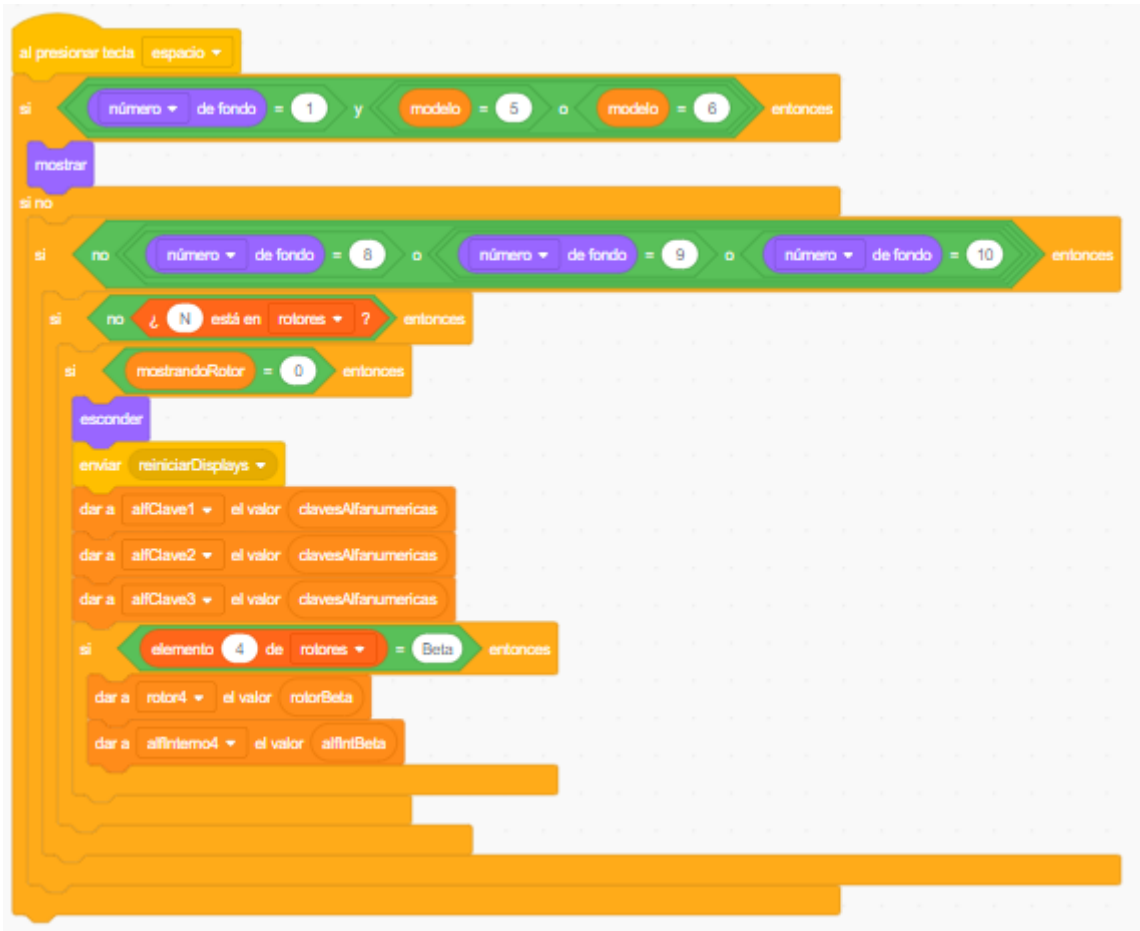 al presionar tecla espacio
si número de fondo = 1 y modelo = 5 o modelo = 6 entonces
mostrar
si no
si no número de fondo = 8 o número de fondo = 9 o número de fondo = 10 entonces
si no ¿ N está en rotores ? entonces
si mostrandoRotor = 0 entonces
esconder
enviar reiniciarDisplays
dar a alfClave1 el valor clavesAlfanumericas
dar a alfClave2 el valor clavesAlfanumericas
dar a alfClave3 el valor clavesAlfanumericas
si elemento 4 de rotores = Beta entonces
dar a rotor4 el valor rotorBeta
dar a alfInterno4 el valor alfIntBeta